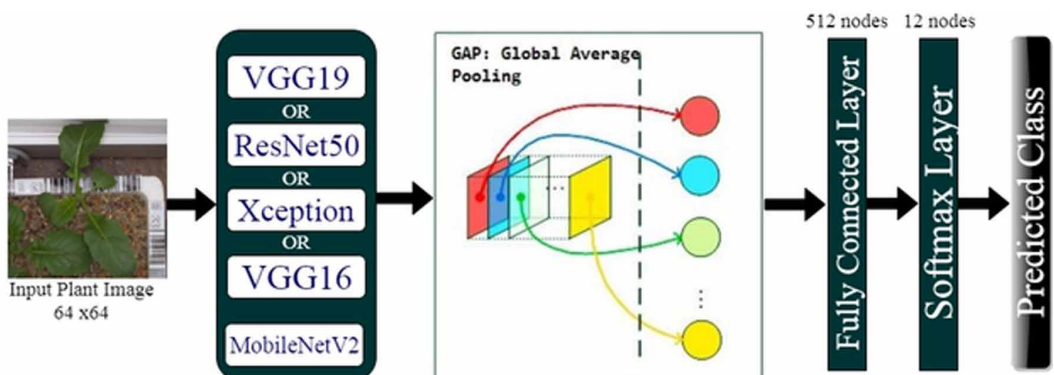 Input Plant Image
64 x64
VGG19
OR
ResNet50
OR
Xception
OR
VGG16
MobileNetV2
GAP: Global Average
Pooling
...
512 nodes
Fully Connected Layer
12 nodes
Softmax Layer
Predicted Class